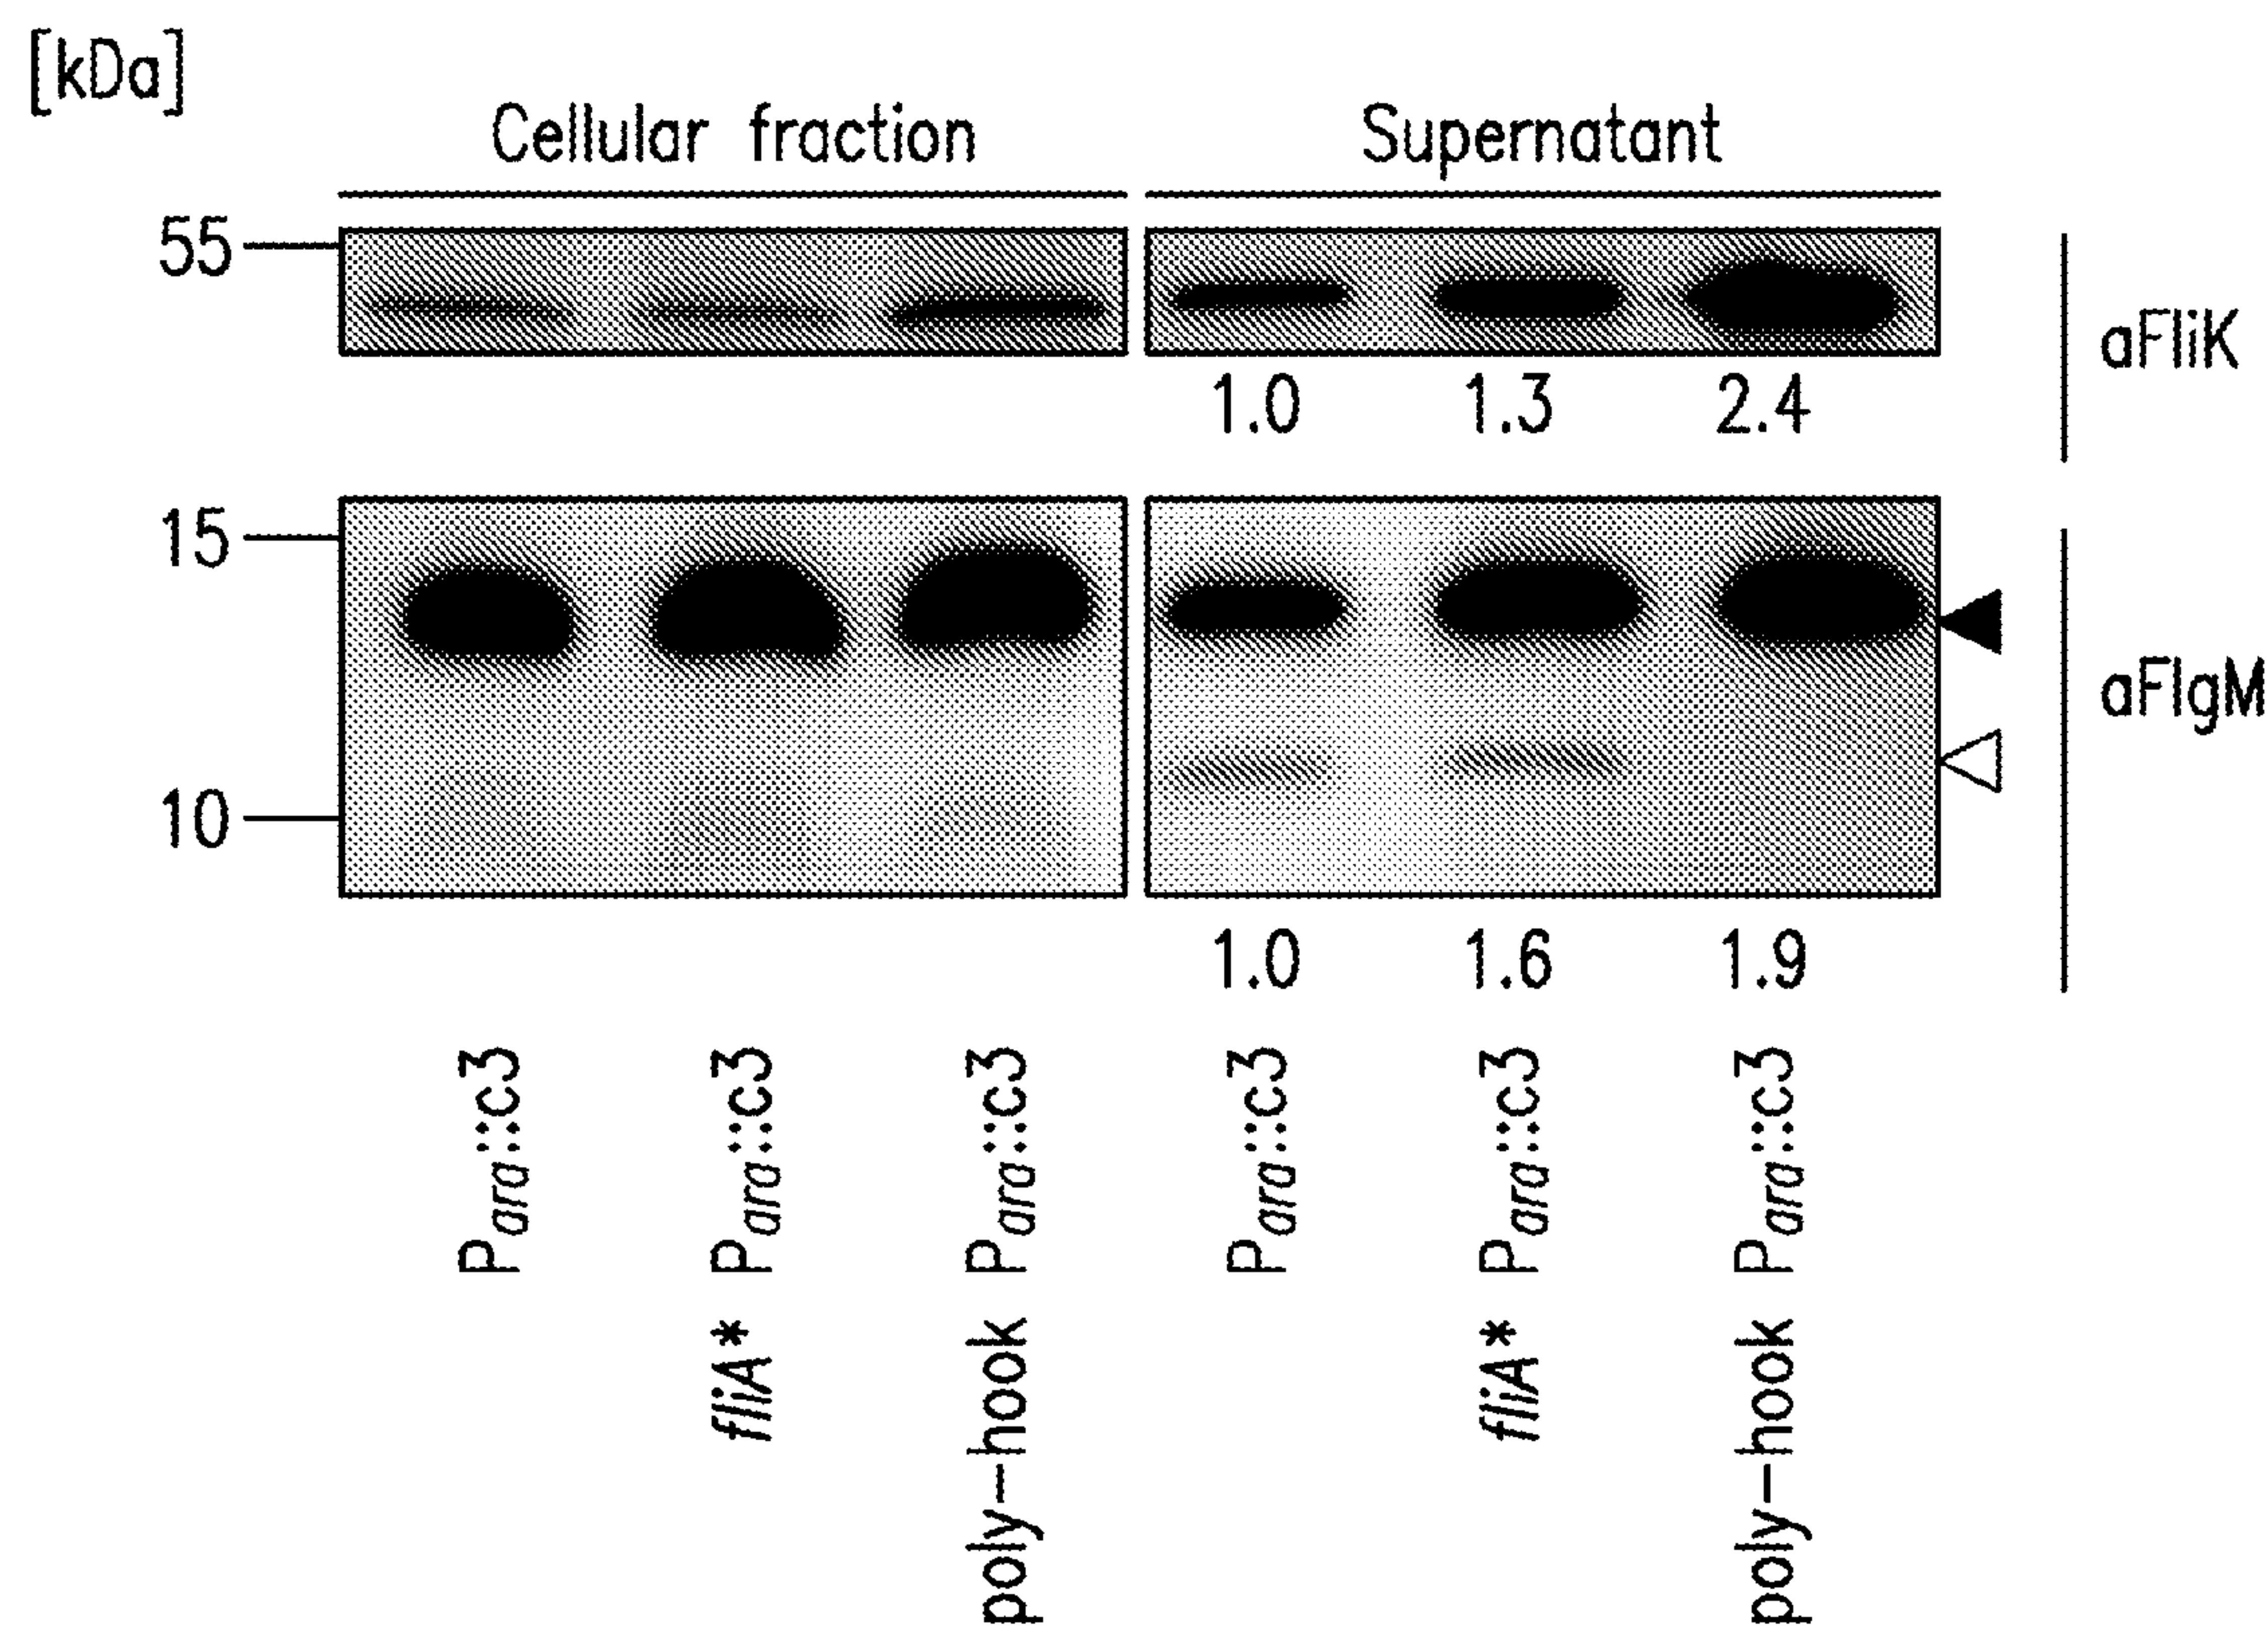 [kDa]
Cellular fraction
Supernatant
55
aFliK
1.0 1.3 2.4
15
aFlgM
10
1.0 1.6 1.9
Para::c3
fliA* Para::c3
poly-hook Para::c3
Para::c3
fliA* Para::c3
poly-hook Para::c3